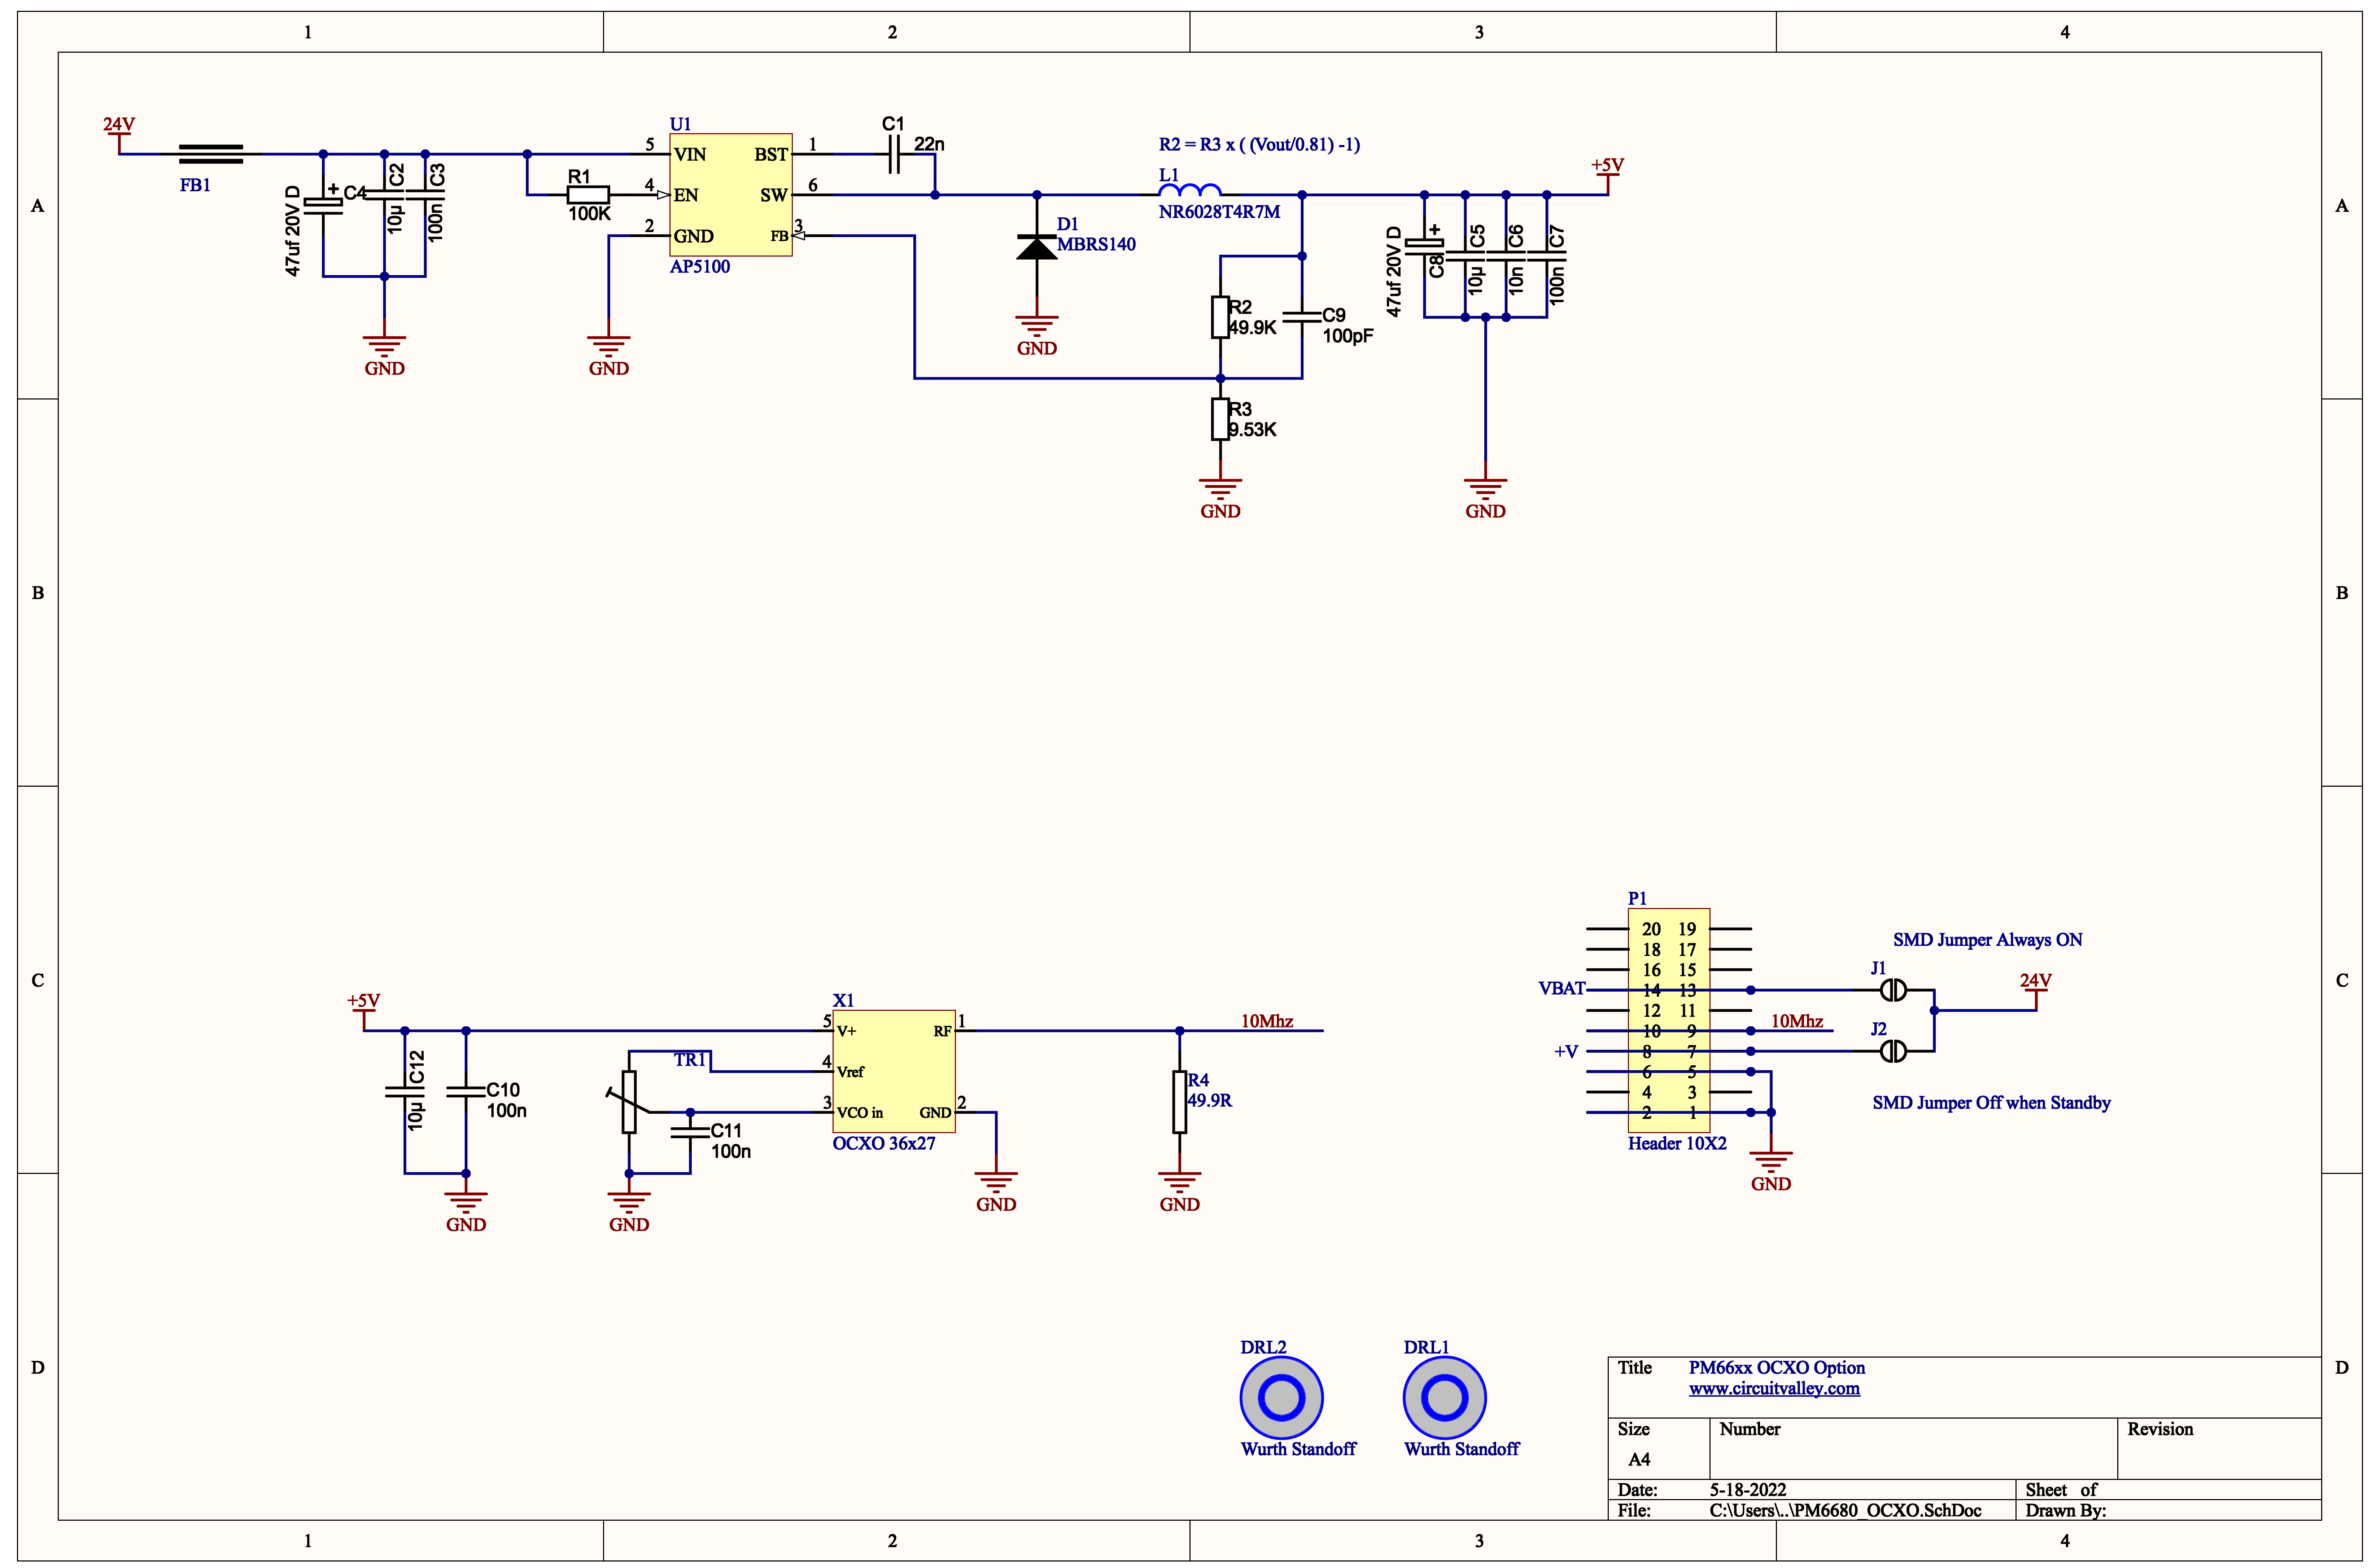 1 2 3 4
A A
B B
C C
D D
1 2 3 4
24V
FB1
47uf 20V D
C4
C2
10µ
C3
100n
GND
R1
100K
U1
5 VIN
4 EN
2 GND
BST 1
SW 6
FB 3
AP5100
GND
C1
22n
D1
MBRS140
GND
R2 = R3 x ( (Vout/0.81) -1)
L1
NR6028T4R7M
R2
49.9K
C9
100pF
R3
9.53K
GND
+5V
47uf 20V D
C8
C5
10µ
C6
10n
C7
100n
GND
+5V
C12
10µ
C10
100n
GND
TR1
C11
100n
GND
X1
5 V+
4 Vref
3 VCO in
RF 1
GND 2
OCXO 36x27
GND
10Mhz
R4
49.9R
GND
P1
20 19
18 17
16 15
VBAT 14 13
12 11
10 9 10Mhz
+V 8 7
6 5
4 3
2 1
Header 10X2
GND
SMD Jumper Always ON
J1
24V
J2
SMD Jumper Off when Standby
DRL2
Wurth Standoff
DRL1
Wurth Standoff
Title PM66xx OCXO Option
www.circuitvalley.com
Size Number Revision
A4
Date: 5-18-2022 Sheet of
File: C:\Users\..\PM6680_OCXO.SchDoc Drawn By: